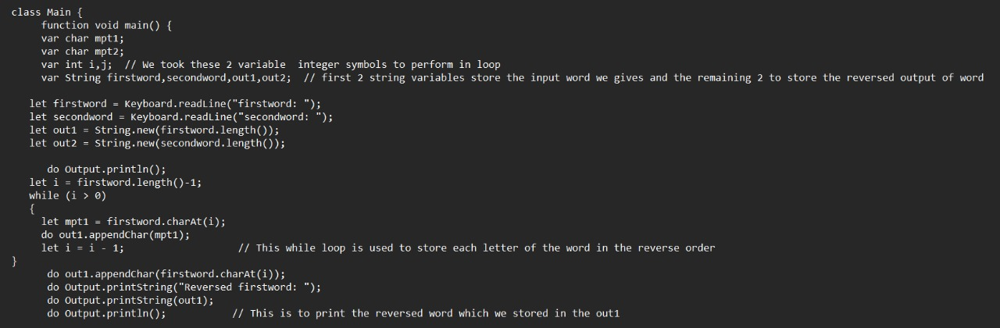 class Main {
function void main() {
var char mpt1;
var char mpt2;
var int i,j;  // We took these 2 variable  integer symbols to perform in loop
var String firstword,secondword,out1,out2;  // first 2 string variables store the input word we gives and the remaining 2 to store the reversed output of word
let firstword = Keyboard.readLine("firstword: ");
let secondword = Keyboard.readLine("secondword: ");
let out1 = String.new(firstword.length());
let out2 = String.new(secondword.length());
do Output.println();
let i = firstword.length()-1;
while (i > 0)
{
let mpt1 = firstword.charAt(i);
do out1.appendChar(mpt1);
let i = i - 1;                   // This while loop is used to store each letter of the word in the reverse order
}
do out1.appendChar(firstword.charAt(i));
do Output.printString("Reversed firstword: ");
do Output.printString(out1);
do Output.println();           // This is to print the reversed word which we stored in the out1